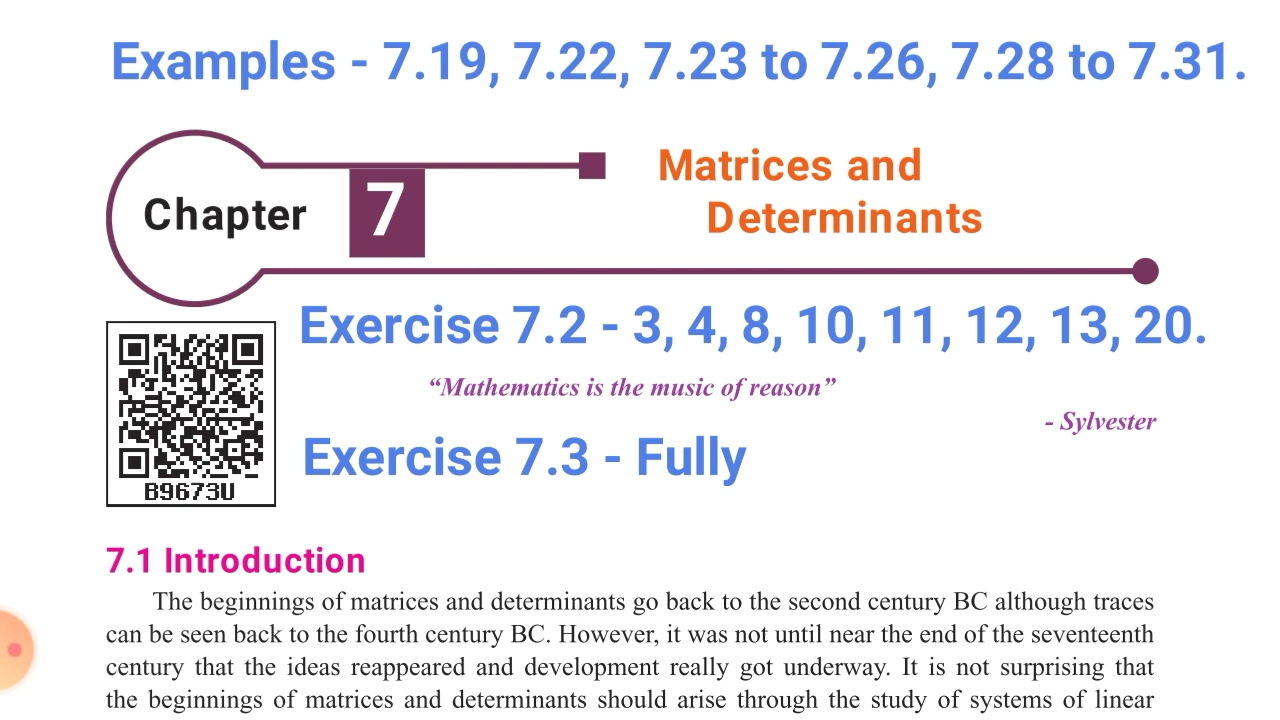 Examples - 7.19, 7.22, 7.23 to 7.26, 7.28 to 7.31.
Chapter 7
Matrices and
Determinants
Exercise 7.2 - 3, 4, 8, 10, 11, 12, 13, 20.
“Mathematics is the music of reason”
- Sylvester
Exercise 7.3 - Fully
B9673U
7.1 Introduction
The beginnings of matrices and determinants go back to the second century BC although traces
can be seen back to the fourth century BC. However, it was not until near the end of the seventeenth
century that the ideas reappeared and development really got underway. It is not surprising that
the beginnings of matrices and determinants should arise through the study of systems of linear